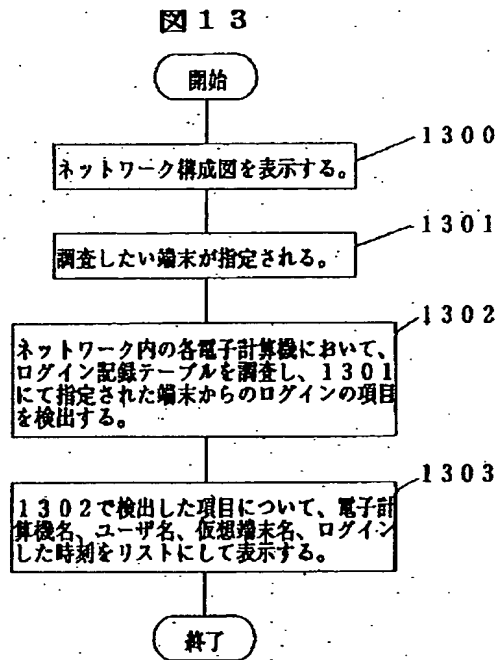 図13
開始
1300
ネットワーク構成図を表示する。
1301
調査したい端末が指定される。
1302
ネットワーク内の各電子計算機において、
ログイン記録テーブルを調査し、1301
にて指定された端末からのログインの項目
を検出する。
1303
1302で検出した項目について、電子計
算機名、ユーザ名、仮想端末名、ログイン
した時刻をリストにして表示する。
終了